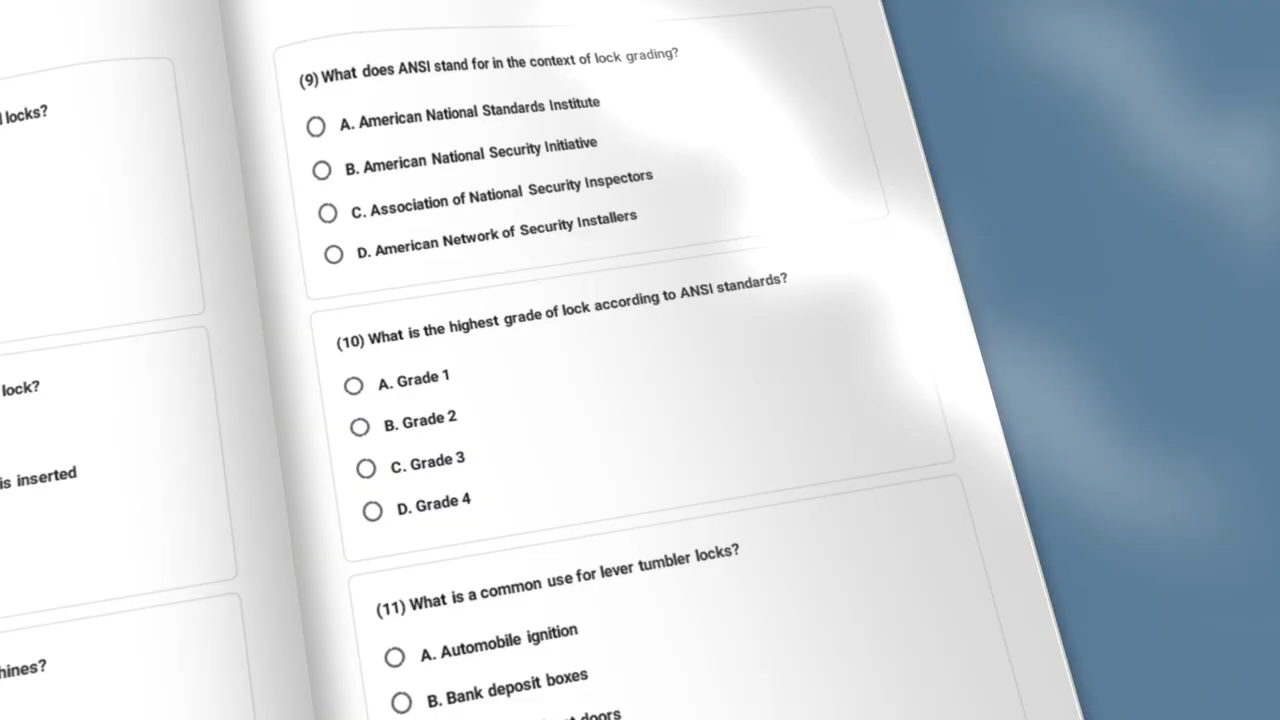 locks?
lock?
is inserted
(9) What does ANSI stand for in the context of lock grading?
A. American National Standards Institute
B. American National Security Initiative
C. Association of National Security Inspectors
D. American Network of Security Installers
(10) What is the highest grade of lock according to ANSI standards?
A. Grade 1
B. Grade 2
C. Grade 3
D. Grade 4
(11) What is a common use for lever tumbler locks?
A. Automobile ignition
B. Bank deposit boxes
doors